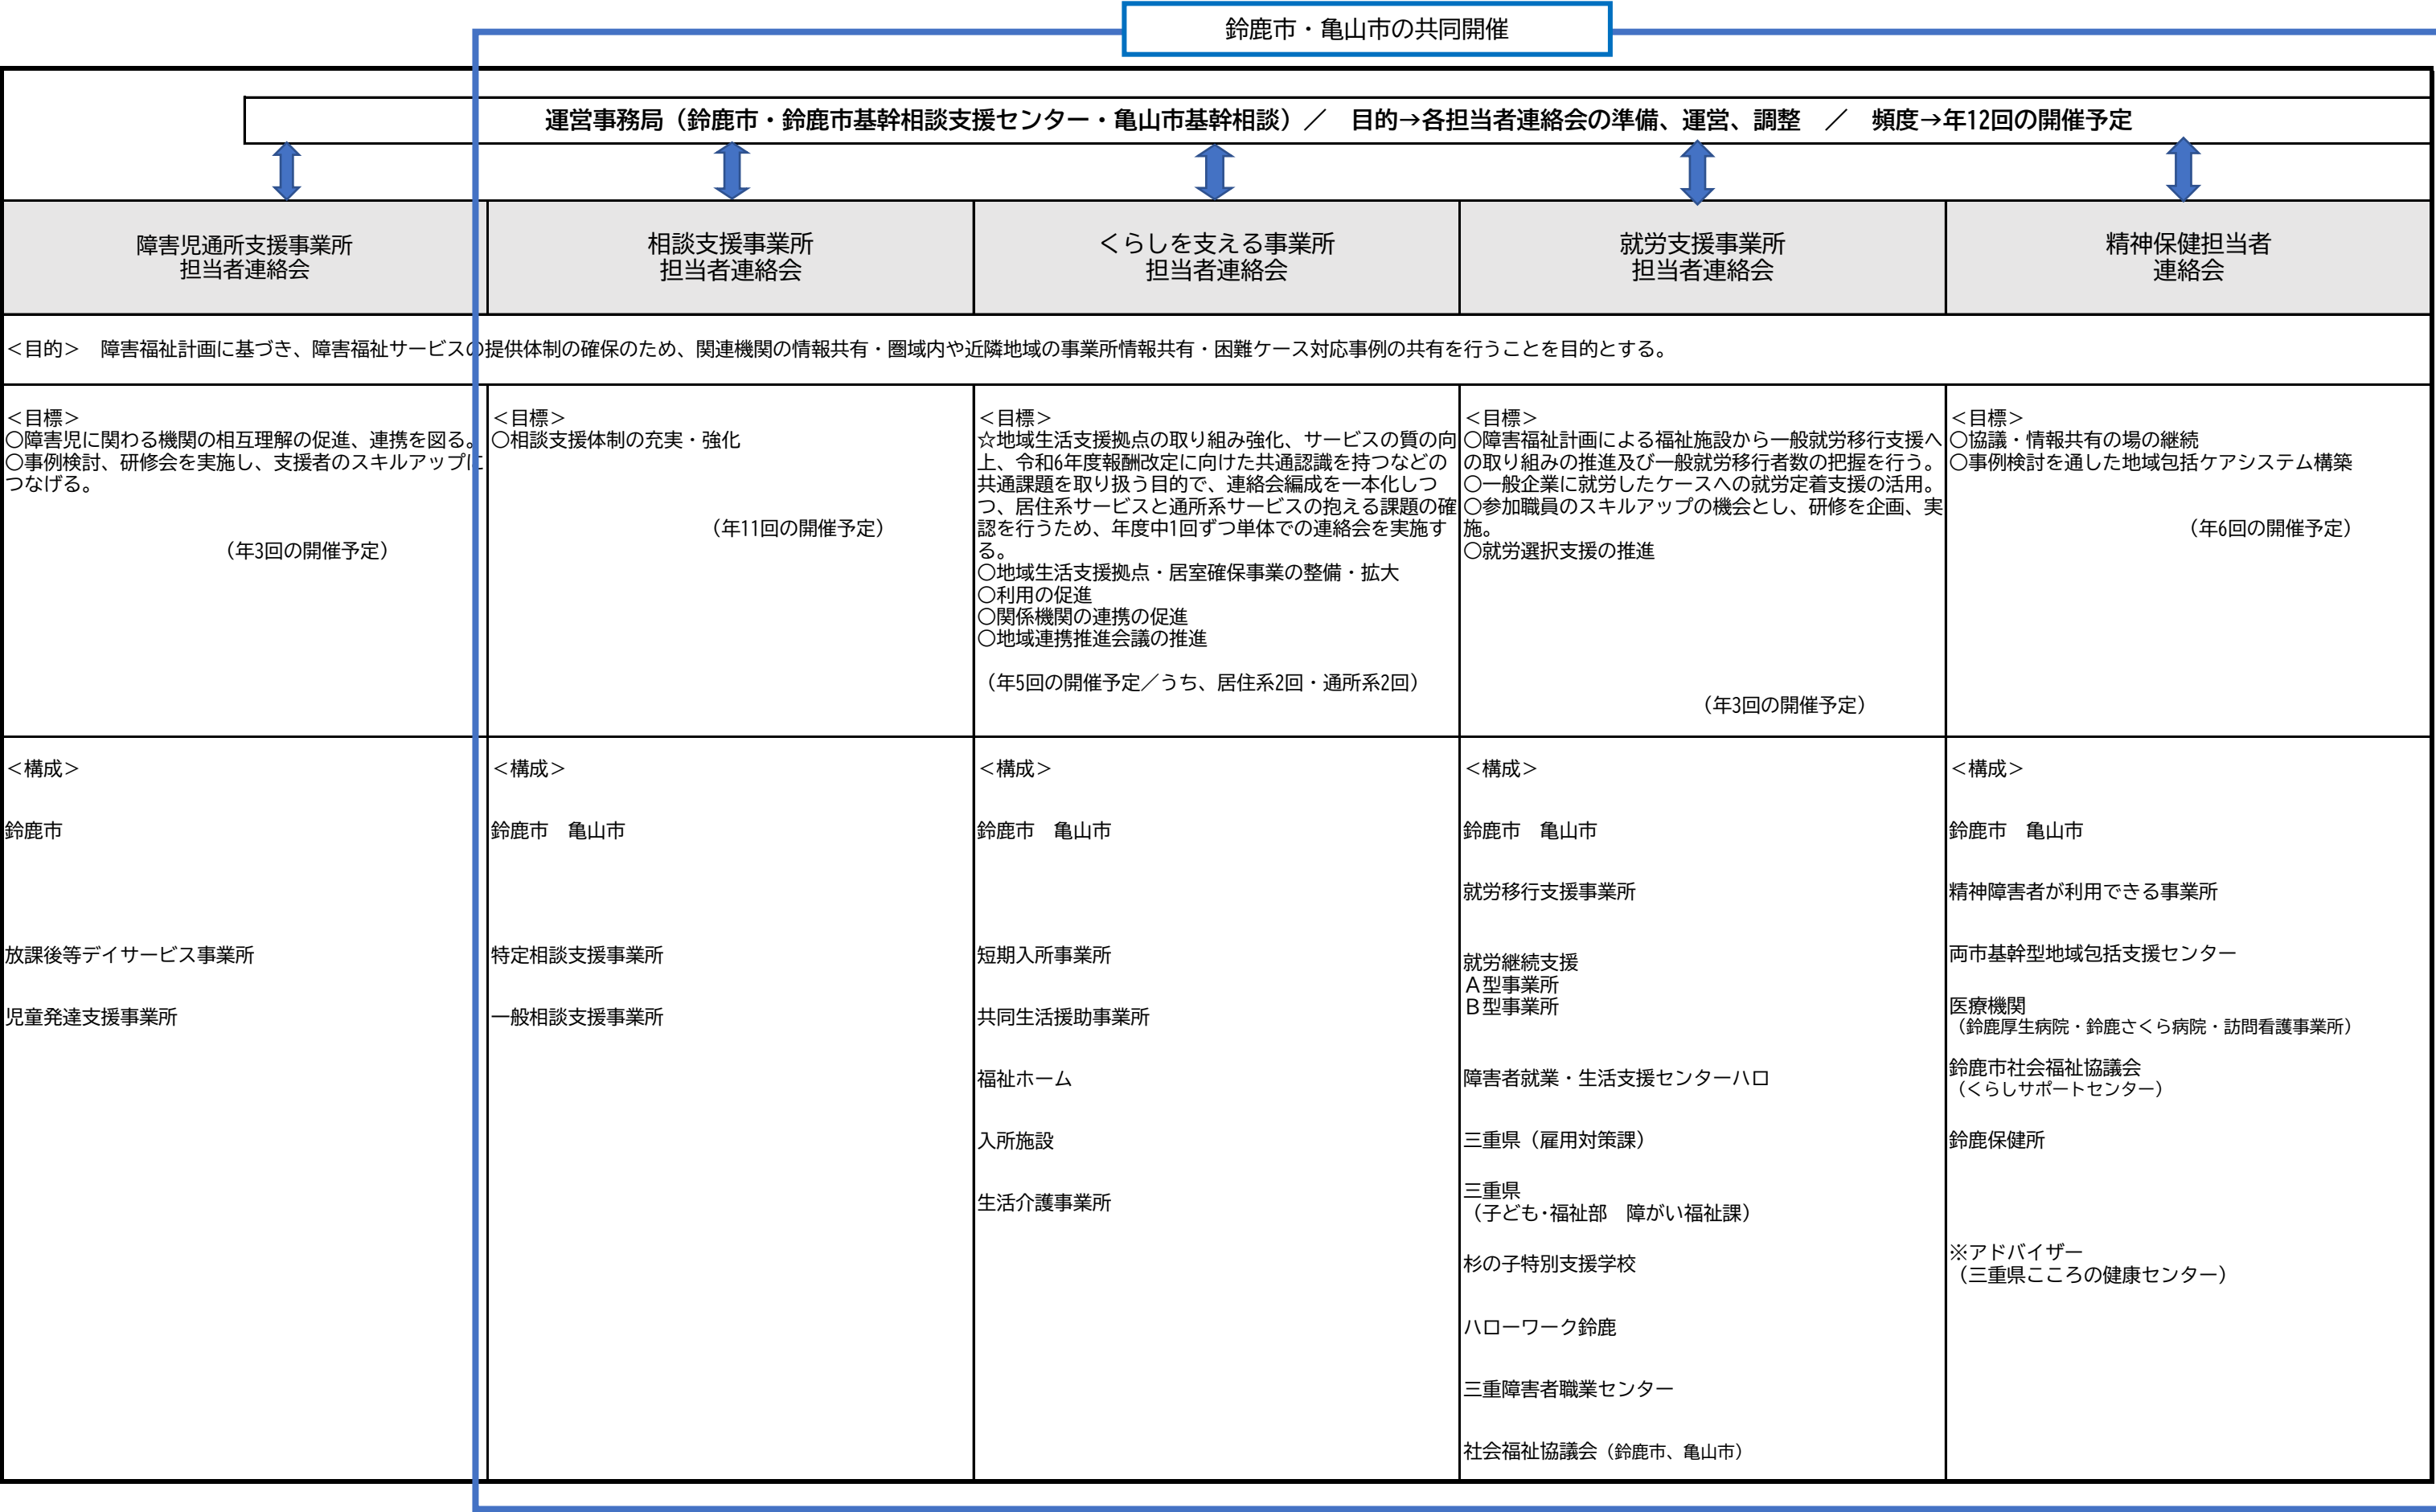 鈴鹿市・亀山市の共同開催
運営事務局（鈴鹿市・鈴鹿市基幹相談支援センター・亀山市基幹相談）／　目的→各担当者連絡会の準備、運営、調整　／　頻度→年12回の開催予定
障害児通所支援事業所
担当者連絡会
相談支援事業所
担当者連絡会
くらしを支える事業所
担当者連絡会
就労支援事業所
担当者連絡会
精神保健担当者
連絡会
＜目的＞　障害福祉計画に基づき、障害福祉サービスの提供体制の確保のため、関連機関の情報共有・圏域内や近隣地域の事業所情報共有・困難ケース対応事例の共有を行うことを目的とする。
＜目標＞
〇障害児に関わる機関の相互理解の促進、連携を図る。
〇事例検討、研修会を実施し、支援者のスキルアップに
つなげる。
（年3回の開催予定）
＜目標＞
〇相談支援体制の充実・強化
（年11回の開催予定）
＜目標＞
☆地域生活支援拠点の取り組み強化、サービスの質の向
上、令和6年度報酬改定に向けた共通認識を持つなどの
共通課題を取り扱う目的で、連絡会編成を一本化しつ
つ、居住系サービスと通所系サービスの抱える課題の確
認を行うため、年度中1回ずつ単体での連絡会を実施す
る。
〇地域生活支援拠点・居室確保事業の整備・拡大
〇利用の促進
〇関係機関の連携の促進
〇地域連携推進会議の推進
（年5回の開催予定／うち、居住系2回・通所系2回）
＜目標＞
〇障害福祉計画による福祉施設から一般就労移行支援へ
の取り組みの推進及び一般就労移行者数の把握を行う。
〇一般企業に就労したケースへの就労定着支援の活用。
〇参加職員のスキルアップの機会とし、研修を企画、実
施。
〇就労選択支援の推進
（年3回の開催予定）
＜目標＞
〇協議・情報共有の場の継続
〇事例検討を通した地域包括ケアシステム構築
（年6回の開催予定）
＜構成＞
鈴鹿市
放課後等デイサービス事業所
児童発達支援事業所
＜構成＞
鈴鹿市　亀山市
特定相談支援事業所
一般相談支援事業所
＜構成＞
鈴鹿市　亀山市
短期入所事業所
共同生活援助事業所
福祉ホーム
入所施設
生活介護事業所
＜構成＞
鈴鹿市　亀山市
就労移行支援事業所
就労継続支援
Ａ型事業所
Ｂ型事業所
障害者就業・生活支援センターハロ
三重県（雇用対策課）
三重県
（子ども･福祉部　障がい福祉課）
杉の子特別支援学校
ハローワーク鈴鹿
三重障害者職業センター
社会福祉協議会（鈴鹿市、亀山市）
＜構成＞
鈴鹿市　亀山市
精神障害者が利用できる事業所
両市基幹型地域包括支援センター
医療機関
（鈴鹿厚生病院・鈴鹿さくら病院・訪問看護事業所）
鈴鹿市社会福祉協議会
（くらしサポートセンター）
鈴鹿保健所
※アドバイザー
（三重県こころの健康センター）